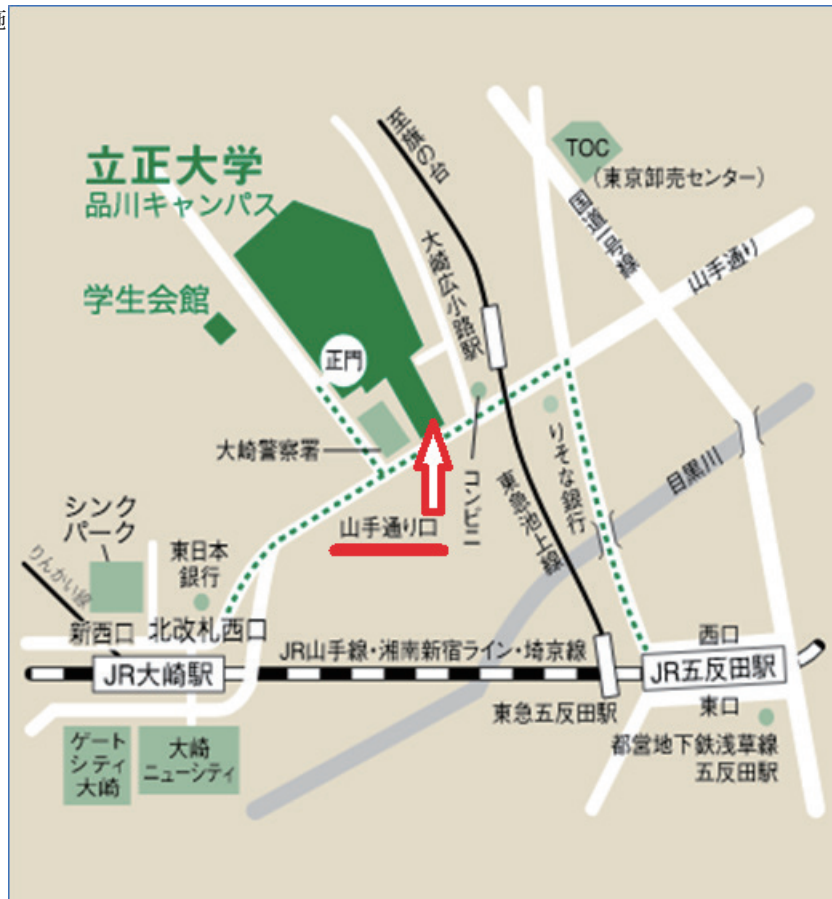 施
立正大学
品川キャンパス
学生会館
正門
大崎警察署
至旗の台
大崎広小路駅
TOC
（東京卸売センター）
国道一号線
山手通り
コンビニ
りそな銀行
東急池上線
目黒川
山手通り口
シンク
パーク
りんかい線
東日本
銀行
新西口
北改札西口
JR山手線・湘南新宿ライン・埼京線
西口
JR大崎駅
JR五反田駅
東急五反田駅
東口
ゲート
シティ
大崎
大崎
ニューシティ
都営地下鉄浅草線
五反田駅